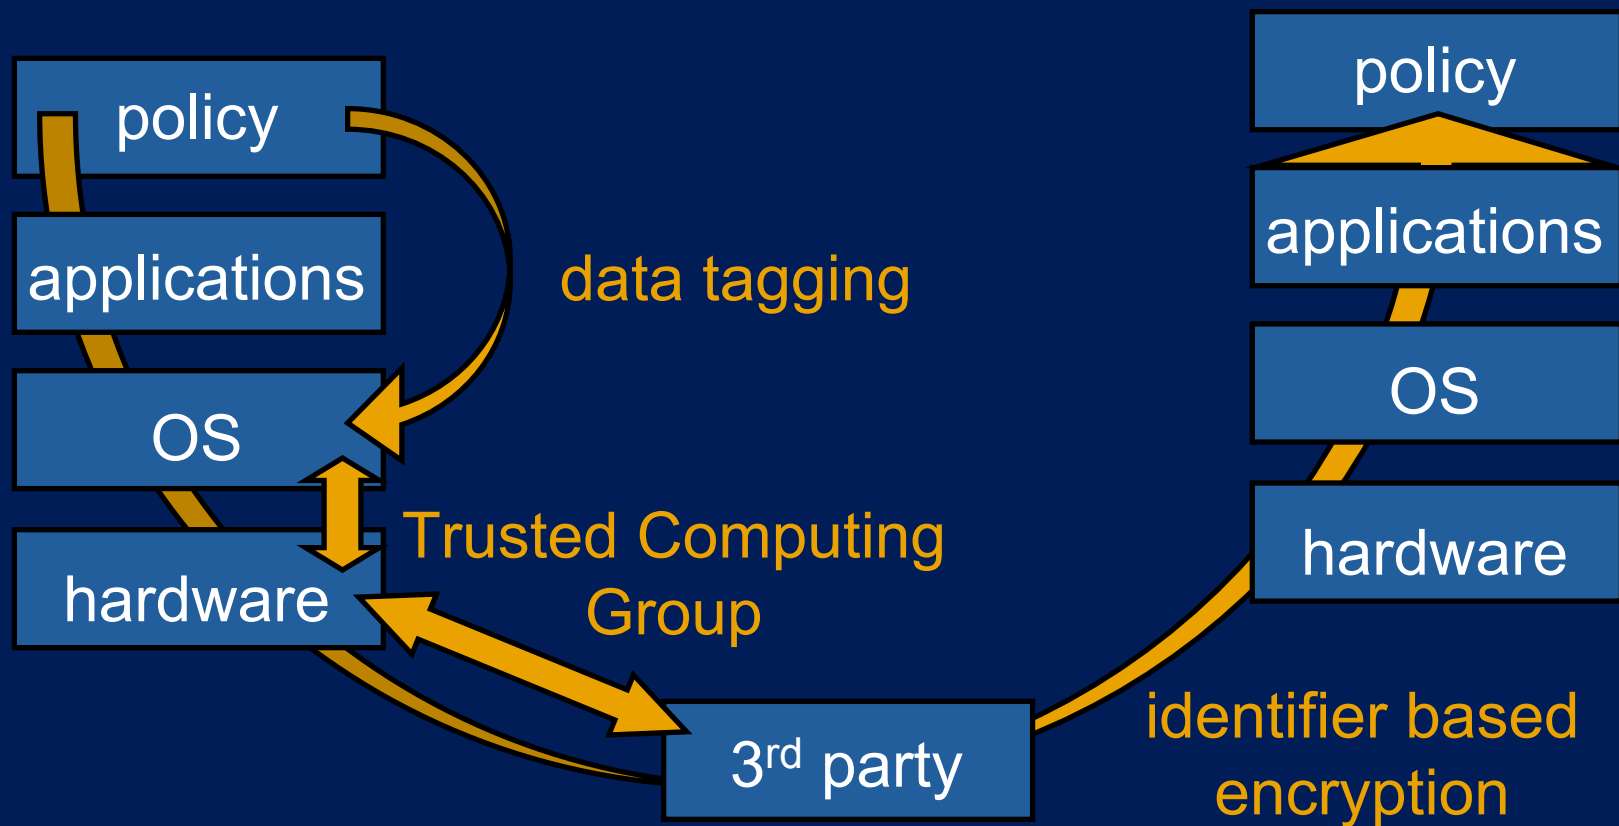 policy
applications
OS
hardware
data tagging
Trusted Computing
Group
3rd party
policy
applications
OS
hardware
identifier based
encryption